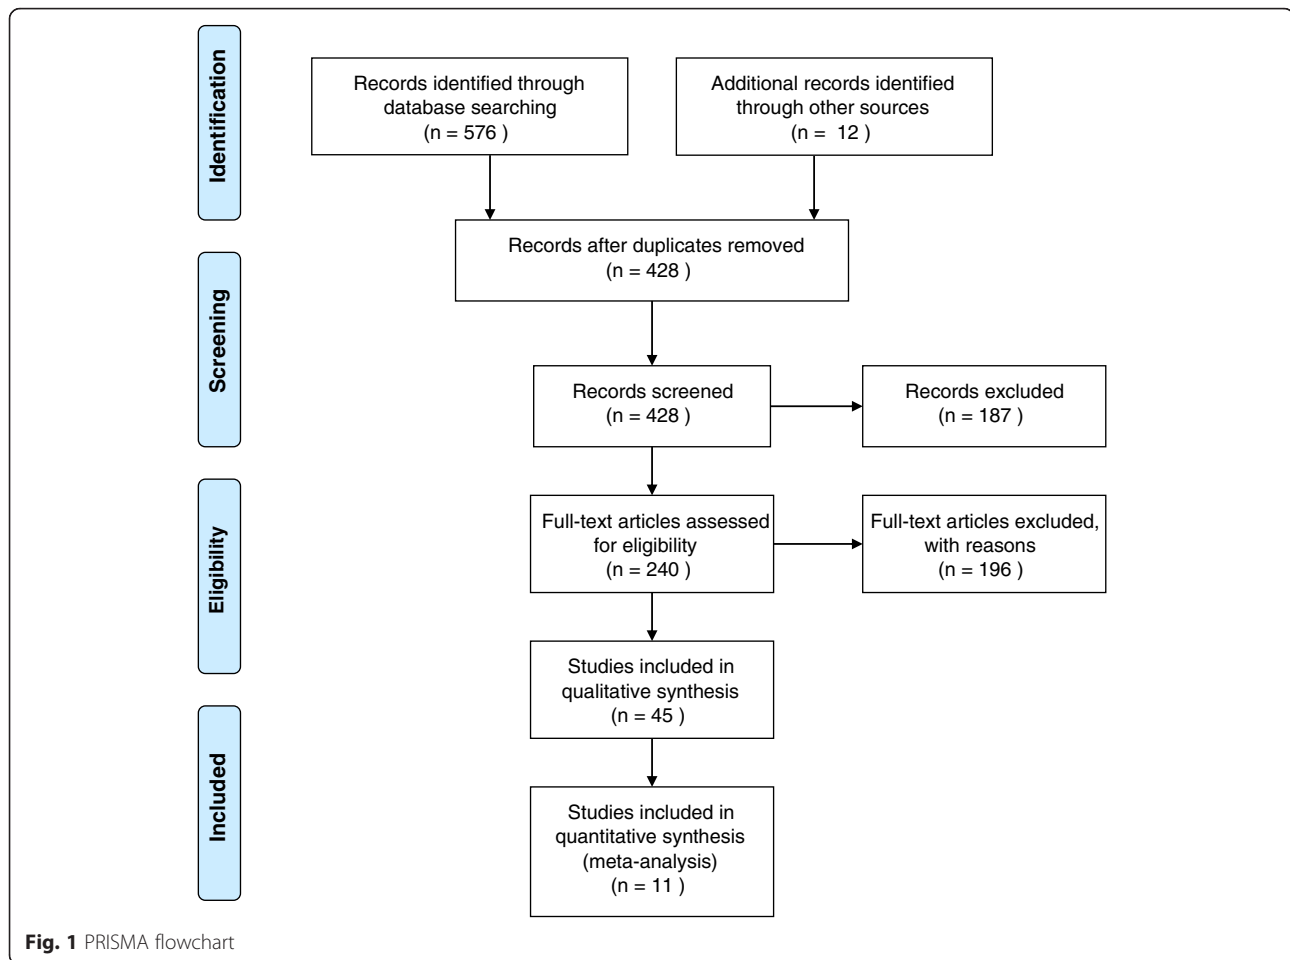 Identification
Records identified through
database searching
(n = 576 )
Additional records identified
through other sources
(n = 12 )
Records after duplicates removed
(n = 428 )
Screening
Records screened
(n = 428 )
Records excluded
(n = 187 )
Eligibility
Full-text articles assessed
for eligibility
(n = 240 )
Full-text articles excluded,
with reasons
(n = 196 )
Studies included in
qualitative synthesis
(n = 45 )
Included
Studies included in
quantitative synthesis
(meta-analysis)
(n = 11 )
Fig. 1 PRISMA flowchart